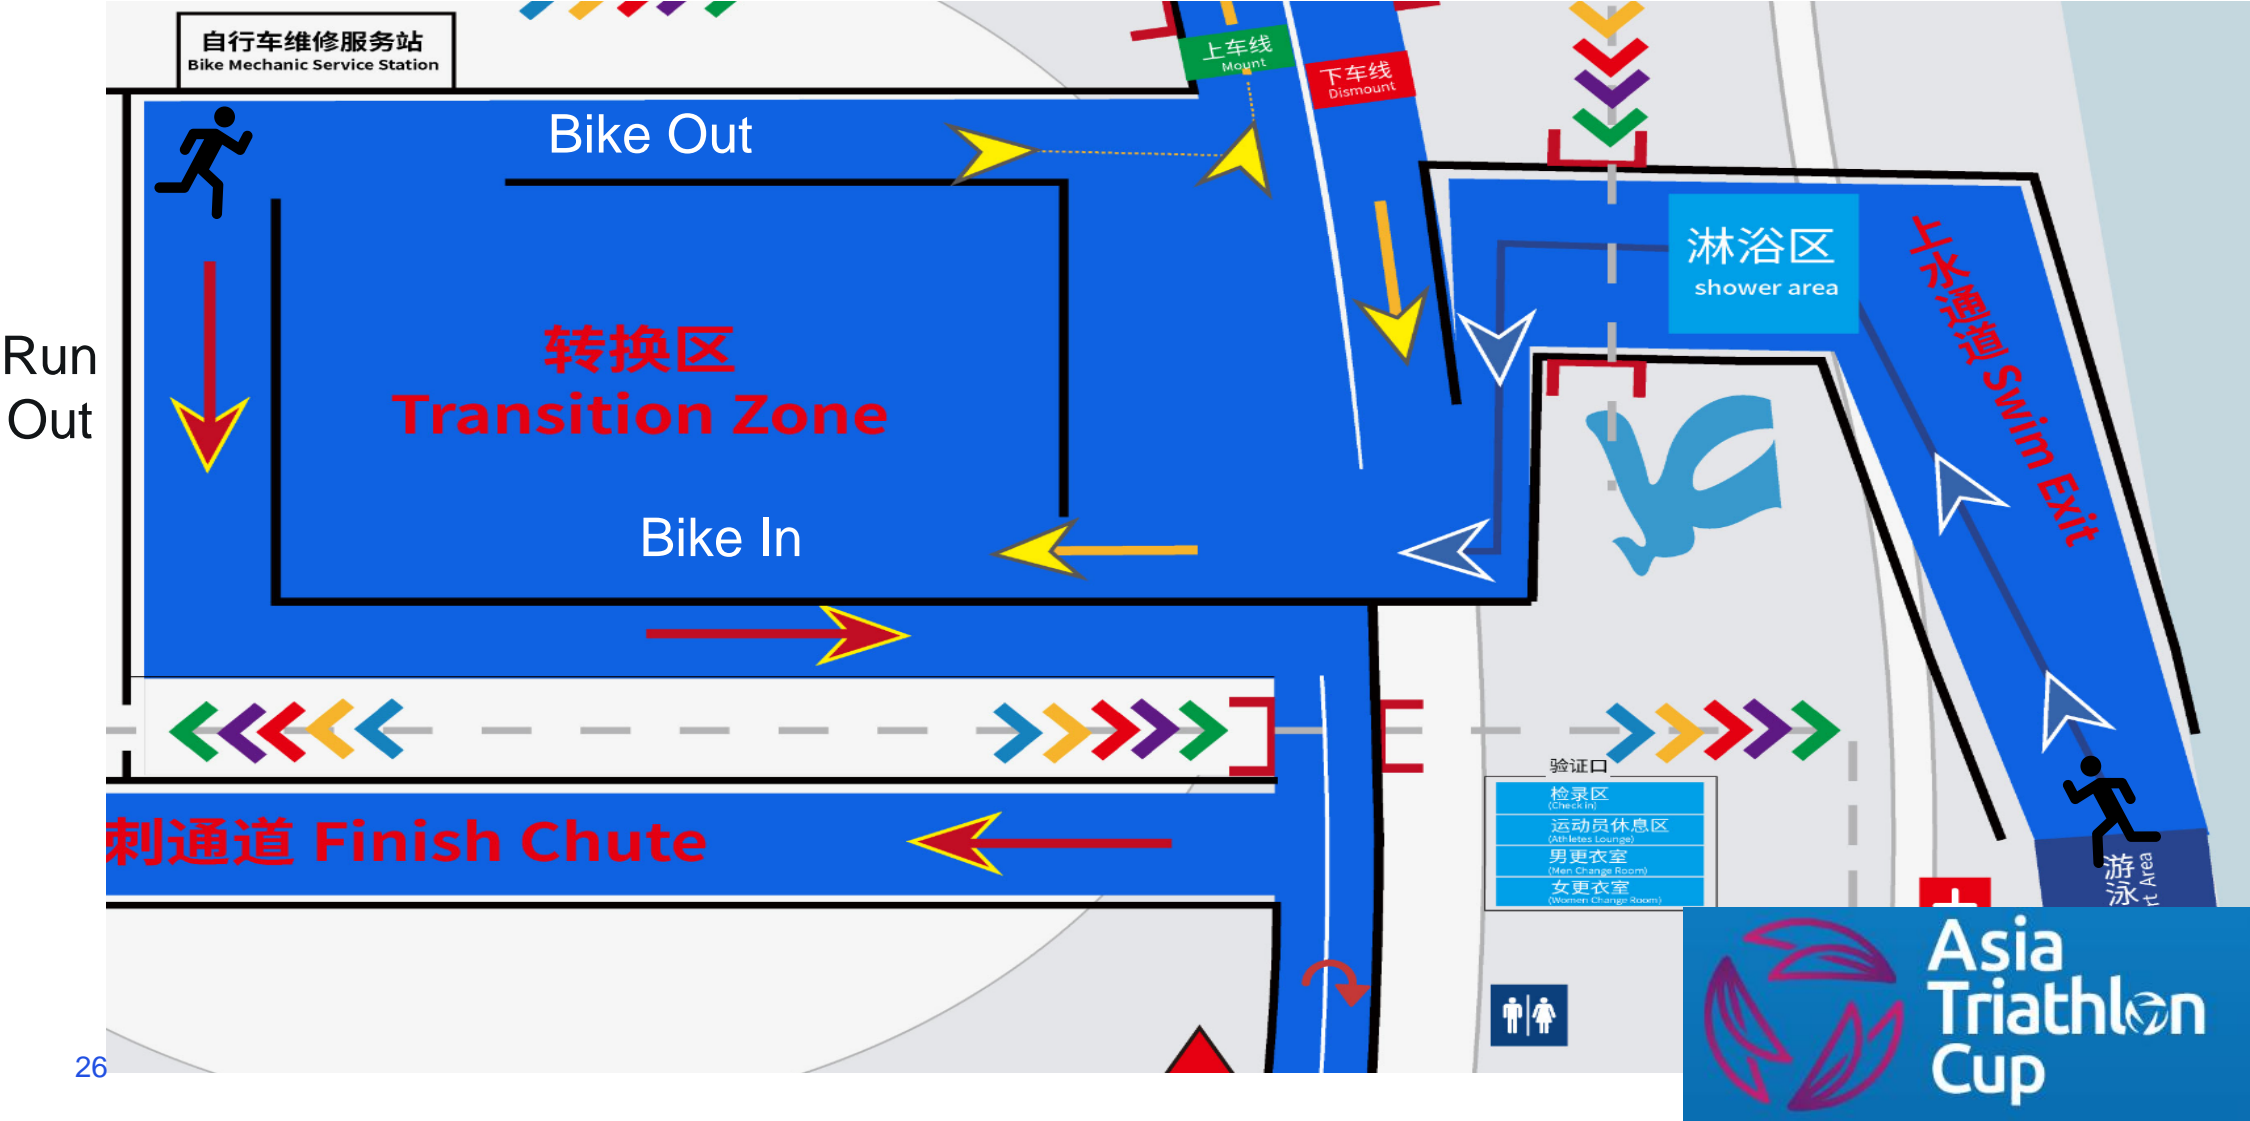 自行车维修服务站
Bike Mechanic Service Station
上车线
Mount
下车线
Dismount
Bike Out
淋浴区
shower area
上水通道 Swim Exit
Run
Out
转换区
Transition Zone
Bike In
验证口
检录区
(Check in)
运动员休息区
(Athletes Lounge)
男更衣室
(Men Change Room)
女更衣室
(Women Change Room)
刺通道 Finish Chute
游泳
Area
26
Asia
Triathlon
Cup